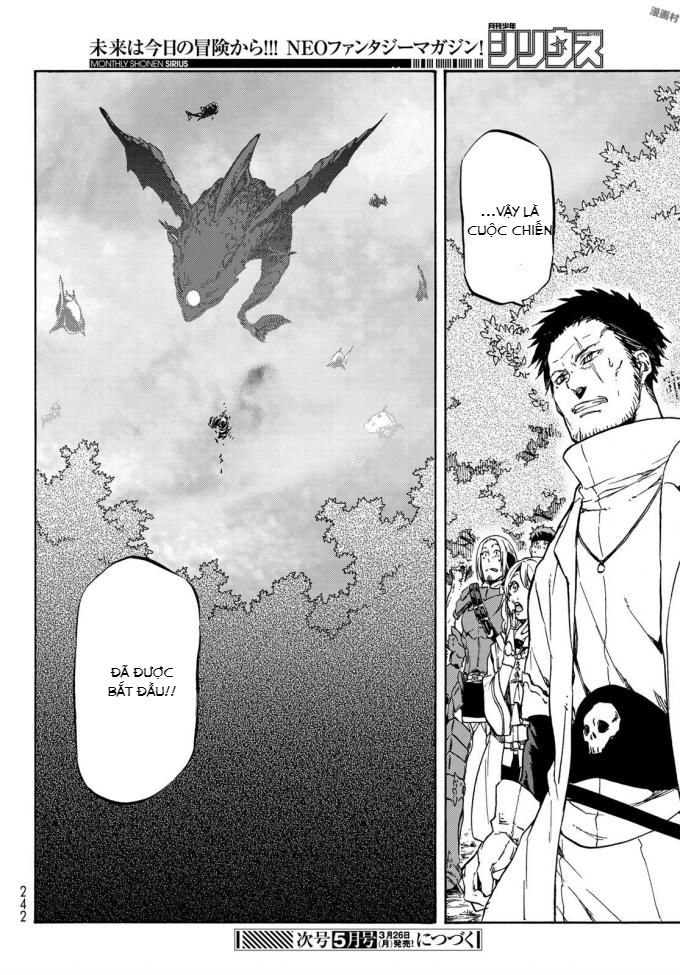 漫画村
未来は今日の冒険から!!! NEOファンタジーマガジン!
月刊少年
シリウス
MONTHLY SHONEN SIRIUS
...VẬY LÀ
CUỘC CHIẾN
ĐÃ ĐƯỢC
BẮT ĐẦU!!
242
次号5月号3月26日(月)発売!につづく